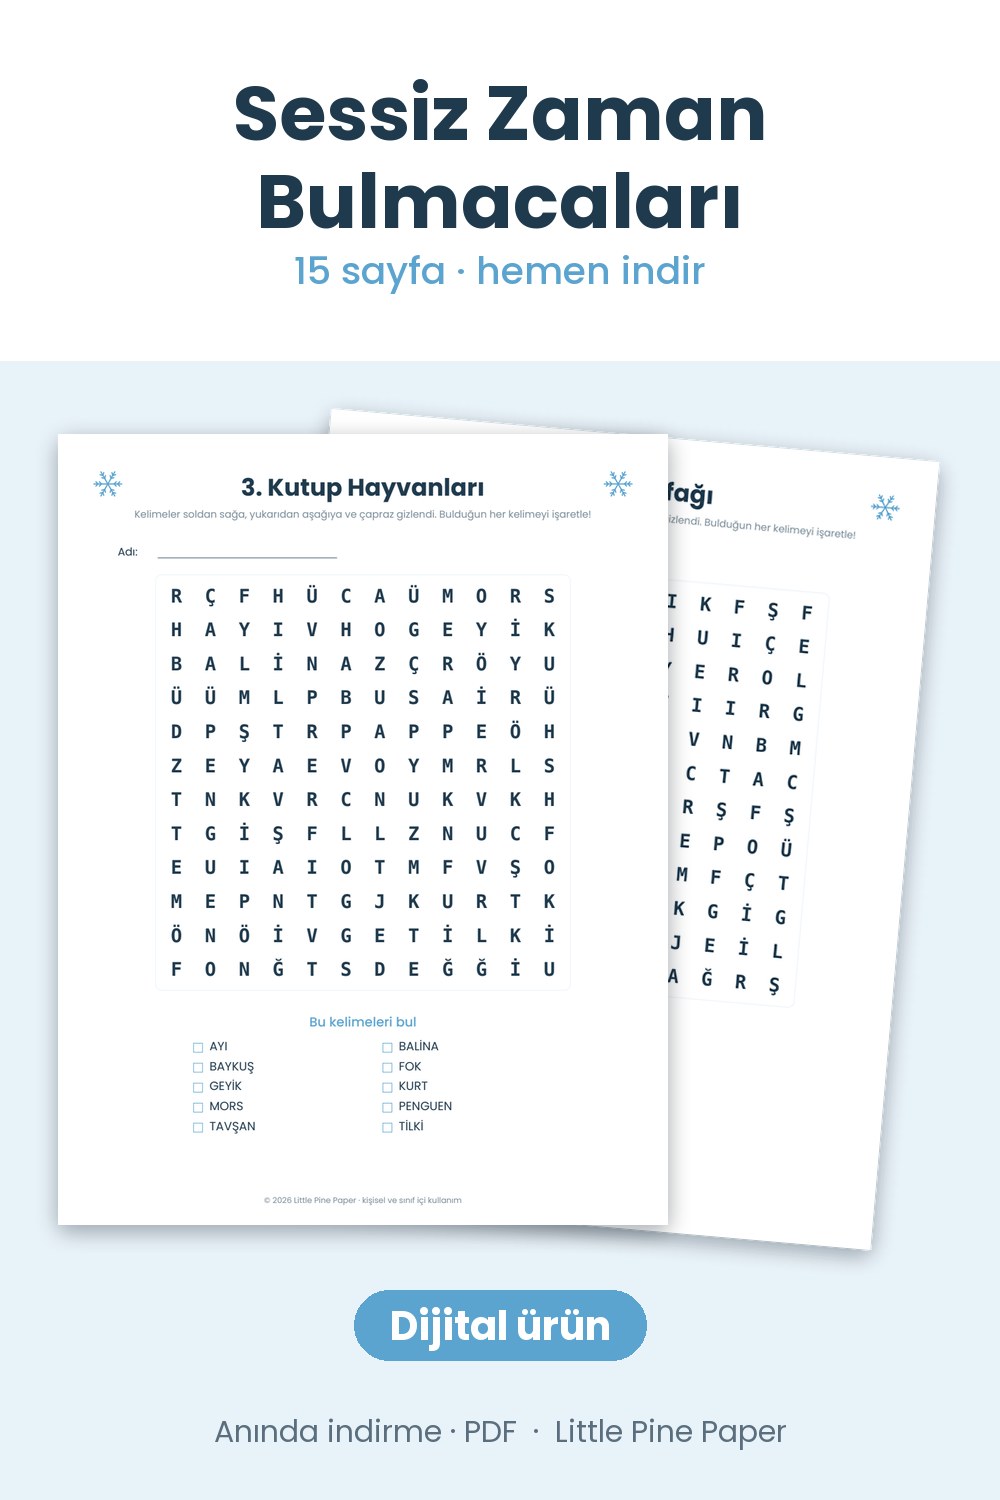 Sessiz Zaman
Bulmacaları
15 sayfa · hemen indir
3. Kutup Hayvanları
Kelimeler soldan sağa, yukarıdan aşağıya ve çapraz gizlendi. Bulduğun her kelimeyi işaretle!
Adı:
R Ç F H Ü C A Ü M O R S
H A Y I V H O G E Y İ K
B A L İ N A Z Ç R Ö Y U
Ü Ü M L P B U S A İ R Ü
D P Ş T R P A P P E Ö H
Z E Y A E V O Y M R L S
T N K V R C N U K V K H
T G İ Ş F L L Z N U C F
E U I A I O T M F V Ş O
M E P N T G J K U R T K
Ö N Ö İ V G E T İ L K İ
F O N Ğ T S D E Ğ Ğ İ U
Bu kelimeleri bul
AYI
BAYKUŞ
GEYİK
MORS
TAVŞAN
BALİNA
FOK
KURT
PENGUEN
TİLKİ
© 2026 Little Pine Paper · kişisel ve sınıf içi kullanım
fağı
izlendi. Bulduğun her kelimeyi işaretle!
I K F Ş F
U I Ç E
E R O L
I I R G
V N B M
C T A C
R Ş F Ş
E P O Ü
M F Ç T
K G İ G
J E İ L
A Ğ R Ş
Dijital ürün
Anında indirme · PDF · Little Pine Paper